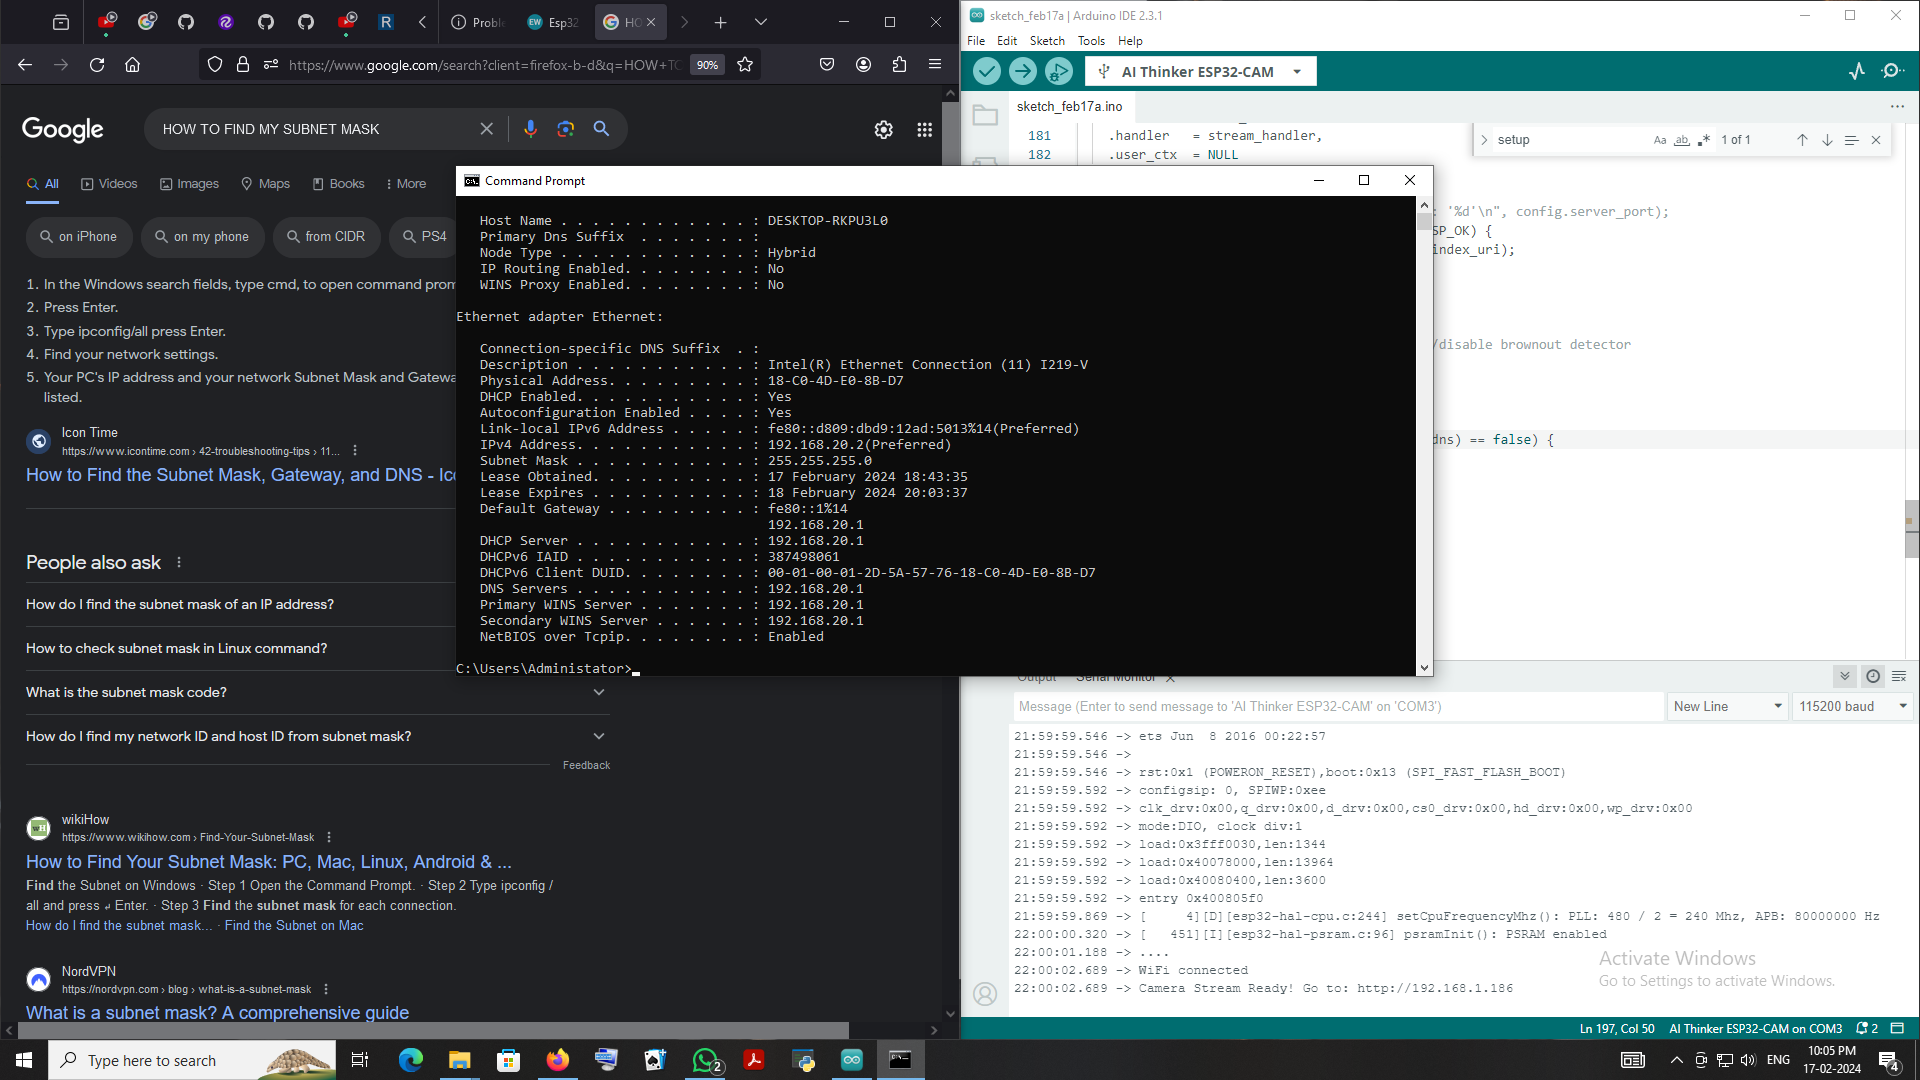 Proble
Esp32
HO
https://www.google.com/search?client=firefox-b-d&q=HOW+TO
90%
Google
HOW TO FIND MY SUBNET MASK
All
Videos
Images
Maps
Books
More
on iPhone
on my phone
from CIDR
PS4
1. In the Windows search fields, type cmd, to open command prom
2. Press Enter.
3. Type ipconfig/all press Enter.
4. Find your network settings.
5. Your PC's IP address and your network Subnet Mask and Gatewa
listed.
Icon Time
https://www.icontime.com › 42-troubleshooting-tips › 11...
How to Find the Subnet Mask, Gateway, and DNS - Ico
People also ask
How do I find the subnet mask of an IP address?
How to check subnet mask in Linux command?
What is the subnet mask code?
How do I find my network ID and host ID from subnet mask?
Feedback
wikiHow
https://www.wikihow.com › Find-Your-Subnet-Mask
How to Find Your Subnet Mask: PC, Mac, Linux, Android & ...
Find the Subnet on Windows · Step 1 Open the Command Prompt. · Step 2 Type ipconfig /
all and press ↵ Enter. · Step 3 Find the subnet mask for each connection.
How do I find the subnet mask... · Find the Subnet on Mac
NordVPN
https://nordvpn.com › blog › what-is-a-subnet-mask
What is a subnet mask? A comprehensive guide
Command Prompt
Host Name . . . . . . . . . . . . : DESKTOP-RKPU3L0
Primary Dns Suffix . . . . . . . :
Node Type . . . . . . . . . . . . : Hybrid
IP Routing Enabled. . . . . . . . : No
WINS Proxy Enabled. . . . . . . . : No
Ethernet adapter Ethernet:
Connection-specific DNS Suffix . :
Description . . . . . . . . . . . : Intel(R) Ethernet Connection (11) I219-V
Physical Address. . . . . . . . . : 18-C0-4D-E0-8B-D7
DHCP Enabled. . . . . . . . . . . : Yes
Autoconfiguration Enabled . . . . : Yes
Link-local IPv6 Address . . . . . : fe80::d809:dbd9:12ad:5013%14(Preferred)
IPv4 Address. . . . . . . . . . . : 192.168.20.2(Preferred)
Subnet Mask . . . . . . . . . . . : 255.255.255.0
Lease Obtained. . . . . . . . . . : 17 February 2024 18:43:35
Lease Expires . . . . . . . . . . : 18 February 2024 20:03:37
Default Gateway . . . . . . . . . : fe80::1%14
192.168.20.1
DHCP Server . . . . . . . . . . . : 192.168.20.1
DHCPv6 IAID . . . . . . . . . . . : 387498061
DHCPv6 Client DUID. . . . . . . . : 00-01-00-01-2D-5A-57-76-18-C0-4D-E0-8B-D7
DNS Servers . . . . . . . . . . . : 192.168.20.1
Primary WINS Server . . . . . . . : 192.168.20.1
Secondary WINS Server . . . . . . : 192.168.20.1
NetBIOS over Tcpip. . . . . . . . : Enabled
C:\Users\Administator>
sketch_feb17a | Arduino IDE 2.3.1
File Edit Sketch Tools Help
AI Thinker ESP32-CAM
sketch_feb17a.ino
181 .handler = stream_handler,
182 .user_ctx = NULL
setup
Aa ab .* 1 of 1
: '%d'\n", config.server_port);
SP_OK) {
index_uri);
/disable brownout detector
dns) == false) {
Output Serial Monitor
Message (Enter to send message to 'AI Thinker ESP32-CAM' on 'COM3')
New Line
115200 baud
21:59:59.546 -> ets Jun 8 2016 00:22:57
21:59:59.546 ->
21:59:59.546 -> rst:0x1 (POWERON_RESET),boot:0x13 (SPI_FAST_FLASH_BOOT)
21:59:59.592 -> configsip: 0, SPIWP:0xee
21:59:59.592 -> clk_drv:0x00,q_drv:0x00,d_drv:0x00,cs0_drv:0x00,hd_drv:0x00,wp_drv:0x00
21:59:59.592 -> mode:DIO, clock div:1
21:59:59.592 -> load:0x3fff0030,len:1344
21:59:59.592 -> load:0x40078000,len:13964
21:59:59.592 -> load:0x40080400,len:3600
21:59:59.592 -> entry 0x400805f0
21:59:59.869 -> [ 4][D][esp32-hal-cpu.c:244] setCpuFrequencyMhz(): PLL: 480 / 2 = 240 Mhz, APB: 80000000 Hz
22:00:00.320 -> [ 451][I][esp32-hal-psram.c:96] psramInit(): PSRAM enabled
22:00:01.188 -> ....
22:00:02.689 -> WiFi connected
22:00:02.689 -> Camera Stream Ready! Go to: http://192.168.1.186
Activate Windows
Go to Settings to activate Windows.
Ln 197, Col 50 AI Thinker ESP32-CAM on COM3 2
Type here to search
2
ENG
10:05 PM
17-02-2024
4